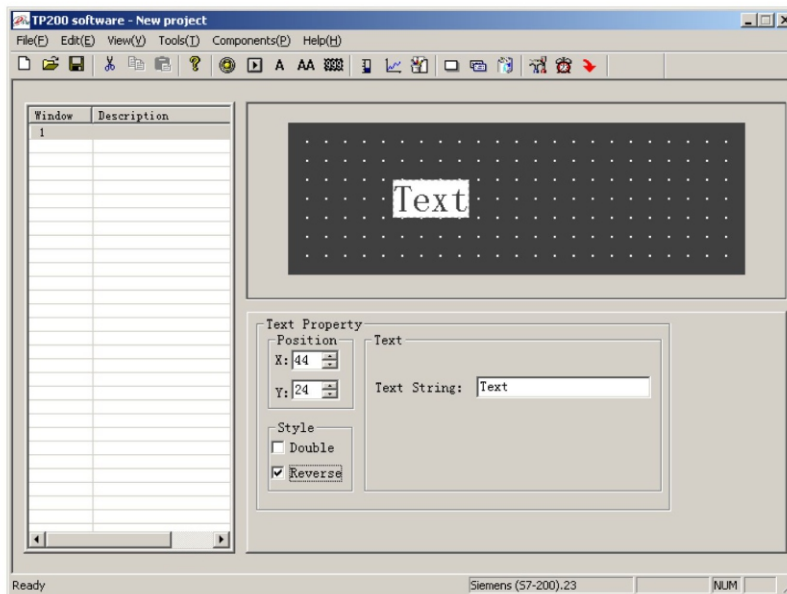 TP200 software - New project
File(F) Edit(E) View(V) Tools(T) Components(P) Help(H)
A AA
Window Description
1
Text
Text Property
Position
X: 44
Y: 24
Style
Double
Reverse
Text
Text String: Text
Ready Siemens (S7-200).23 NUM